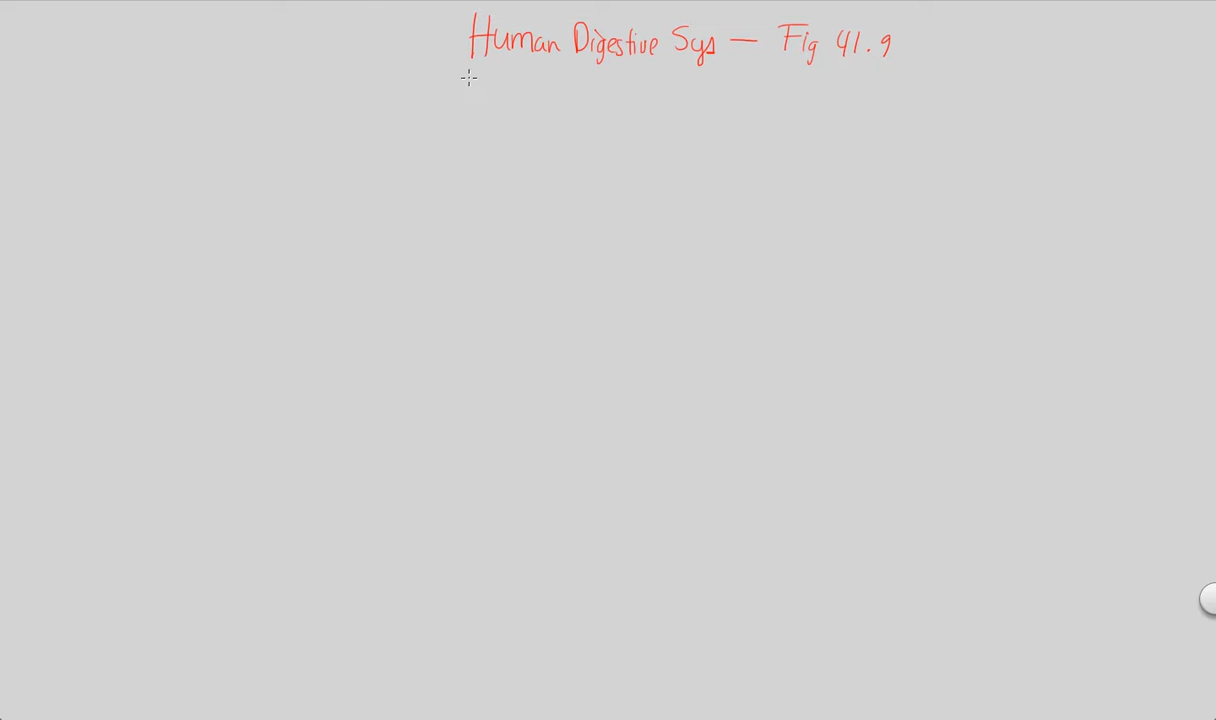 Human Digestive Sys — Fig 41.9